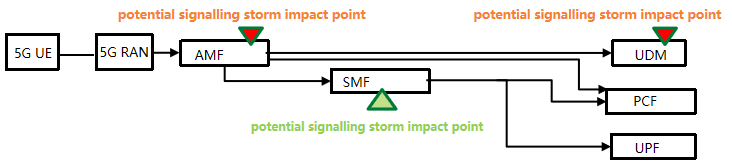 potential signalling storm impact point
potential signalling storm impact point
5G UE
5G RAN
AMF
UDM
SMF
PCF
potential signalling storm impact point
UPF